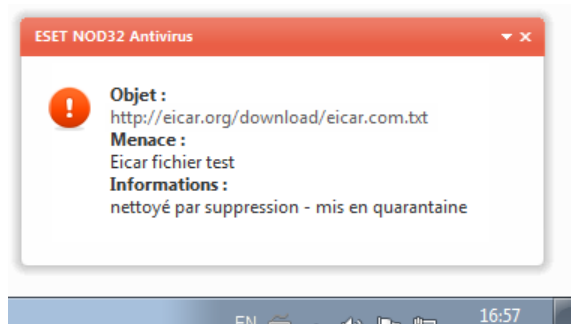 ESET NOD32 Antivirus
Objet :
http://eicar.org/download/eicar.com.txt
Menace :
Eicar fichier test
Informations :
nettoyé par suppression - mis en quarantaine
EN
16:57